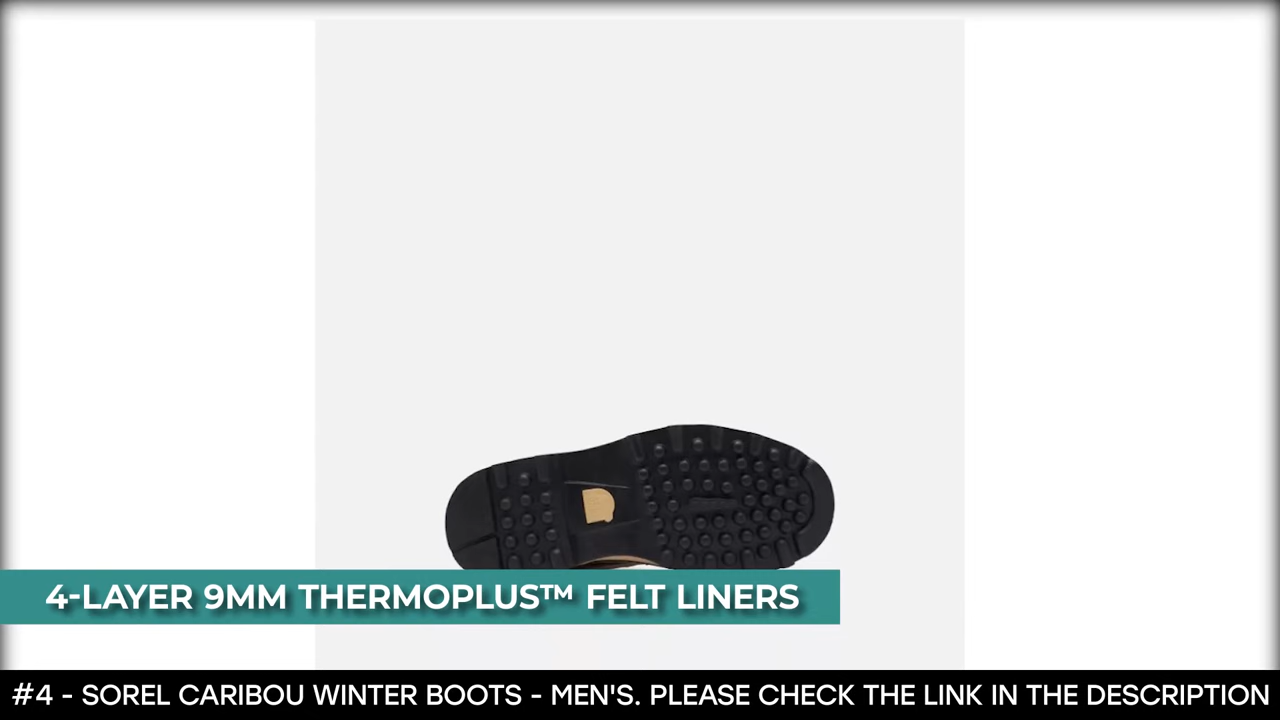 4-LAYER 9MM THERMOPLUS™ FELT LINERS
#4 - SOREL CARIBOU WINTER BOOTS - MEN'S. PLEASE CHECK THE LINK IN THE DESCRIPTION